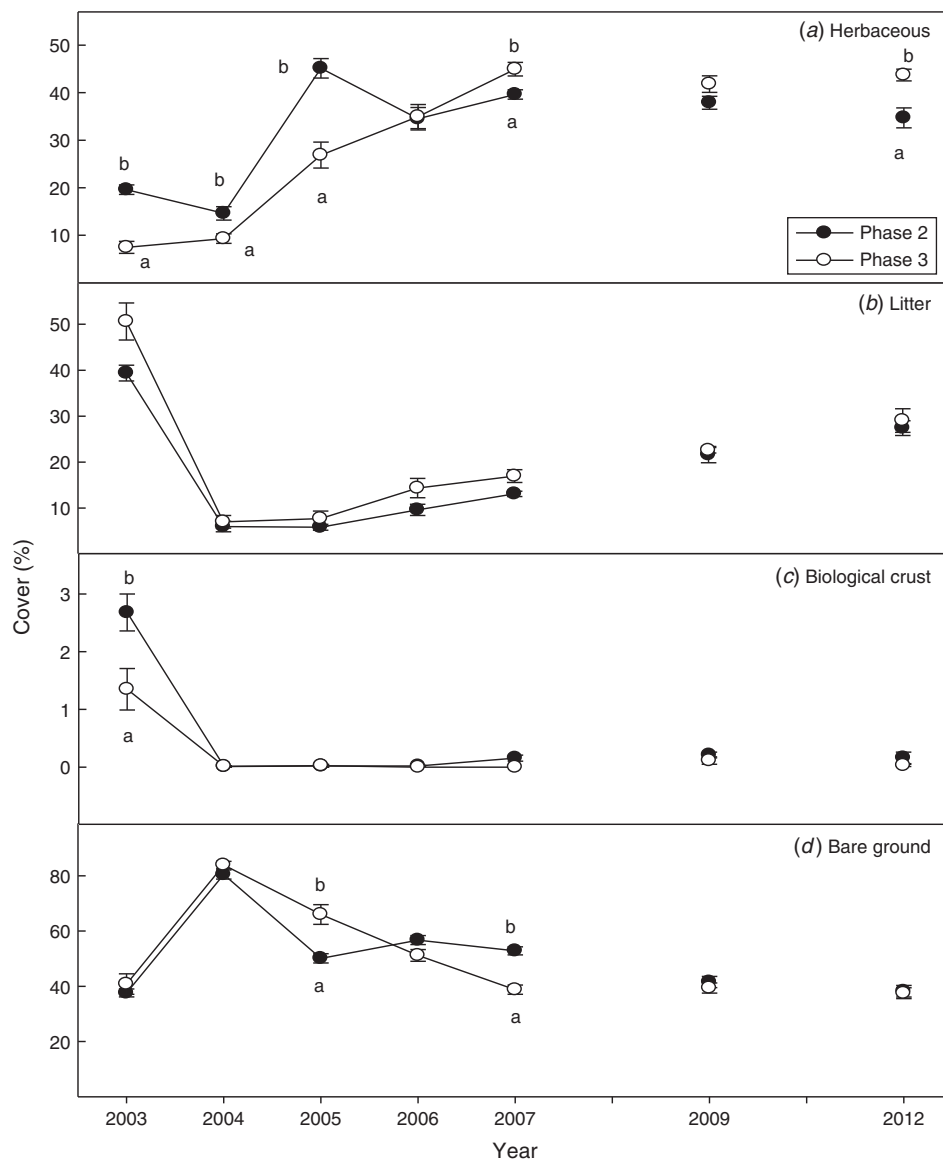 (a) Herbaceous
50
40
30
20
10
b
b
b
b
b
a
a
a
a
a
Phase 2
Phase 3
(b) Litter
50
40
30
20
10
(c) Biological crust
3
2
1
0
b
a
(d) Bare ground
80
60
40
20
b
b
a
a
Cover (%)
2003 2004 2005 2006 2007 2009 2012
Year